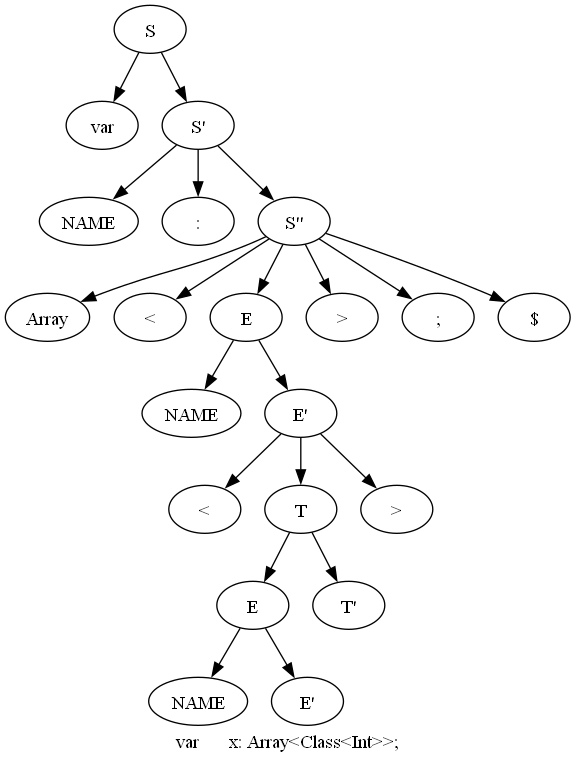 S
var S'
NAME : S''
Array < E > ; $
NAME E'
< T >
E T'
NAME E'
var x: Array<Class<Int>>;